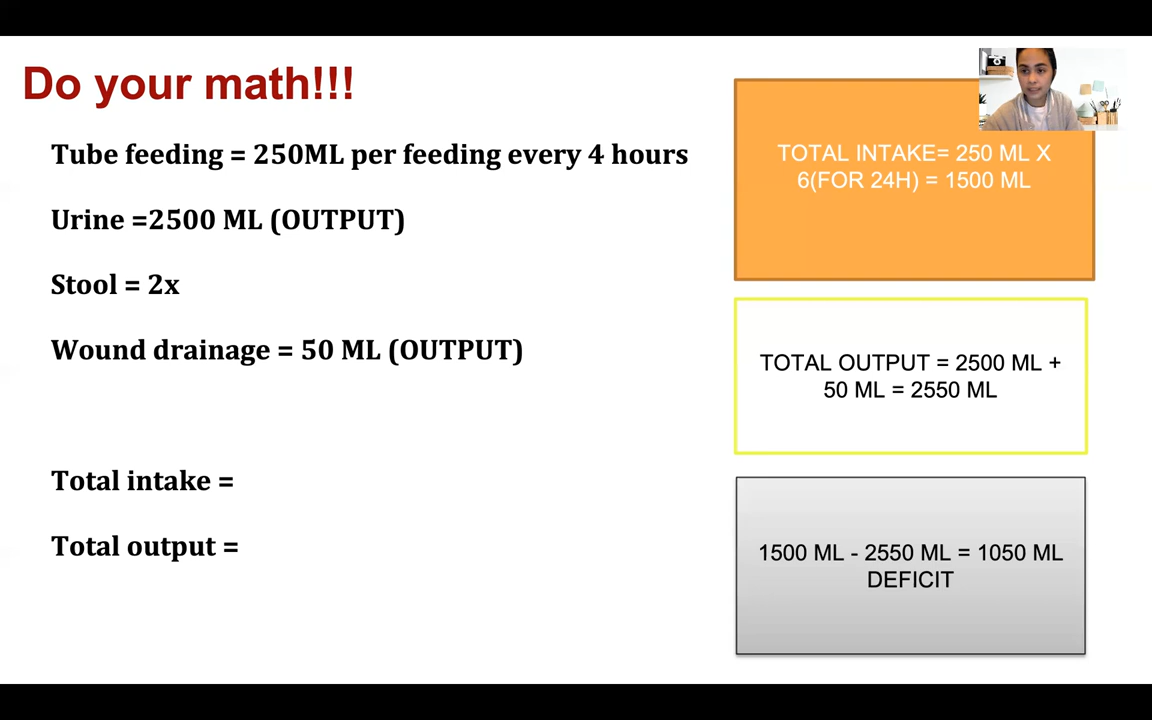 Do your math!!!
Tube feeding = 250ML per feeding every 4 hours
Urine =2500 ML (OUTPUT)
Stool = 2x
Wound drainage = 50 ML (OUTPUT)
Total intake =
Total output =
TOTAL INTAKE= 250 ML X
6(FOR 24H) = 1500 ML
TOTAL OUTPUT = 2500 ML +
50 ML = 2550 ML
1500 ML - 2550 ML = 1050 ML
DEFICIT